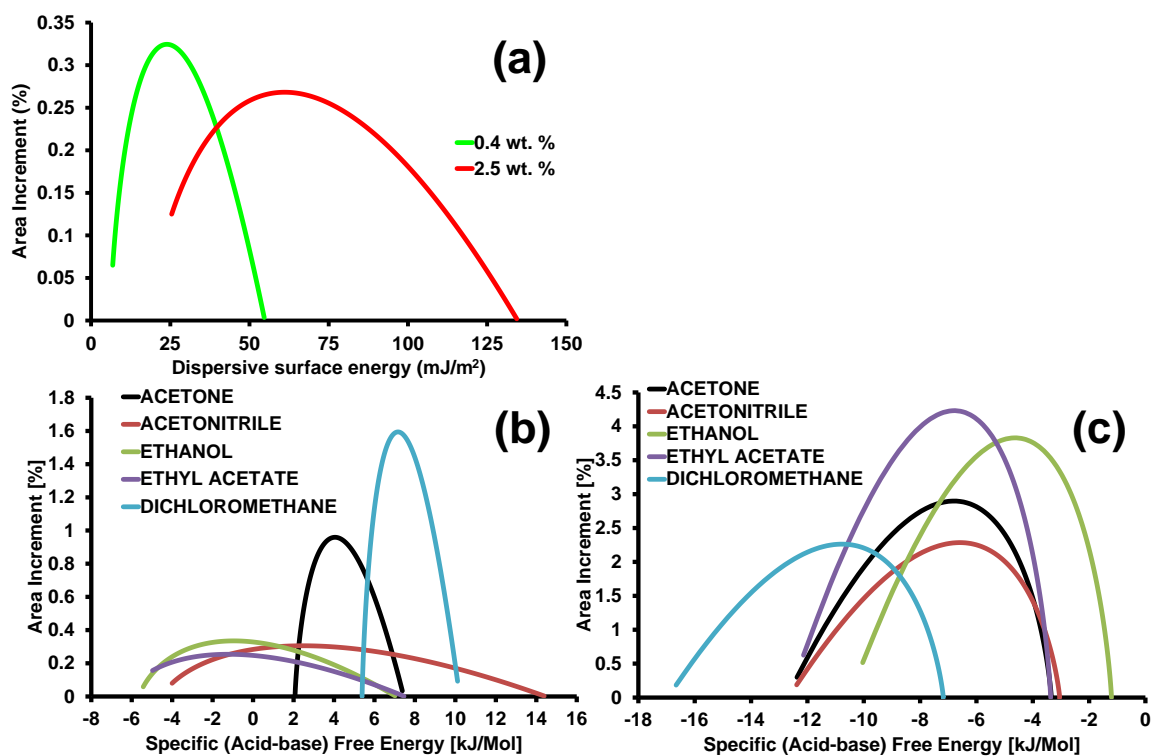 0.35
0.3
0.25
0.2
0.15
0.1
0.05
0
Area Increment (%)
(a)
0.4 wt. %
2.5 wt. %
0 25 50 75 100 125 150
Dispersive surface energy (mJ/m²)
1.8
1.6
1.4
1.2
1
0.8
0.6
0.4
0.2
0
Area Increment [%]
ACETONE
ACETONITRILE
ETHANOL
ETHYL ACETATE
DICHLOROMETHANE
(b)
-8 -6 -4 -2 0 2 4 6 8 10 12 14 16
Specific (Acid-base) Free Energy [kJ/Mol]
4.5
4
3.5
3
2.5
2
1.5
1
0.5
0
Area Increment [%]
ACETONE
ACETONITRILE
ETHANOL
ETHYL ACETATE
DICHLOROMETHANE
(c)
-18 -16 -14 -12 -10 -8 -6 -4 -2 0
Specific (Acid-base) Free Energy [kJ/Mol]